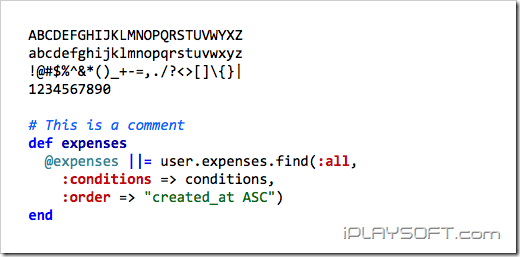 ABCDEFGHIJKLMNOPQRSTUVWYXZ
abcdefghijklmnopqrstuvwxyz
!@#$%^&*()_+-=,./?<>[]\{}|
1234567890
# This is a comment
def expenses
  @expenses ||= user.expenses.find(:all,
    :conditions => conditions,
    :order => "created_at ASC")
end
iPLAYSOFT.com